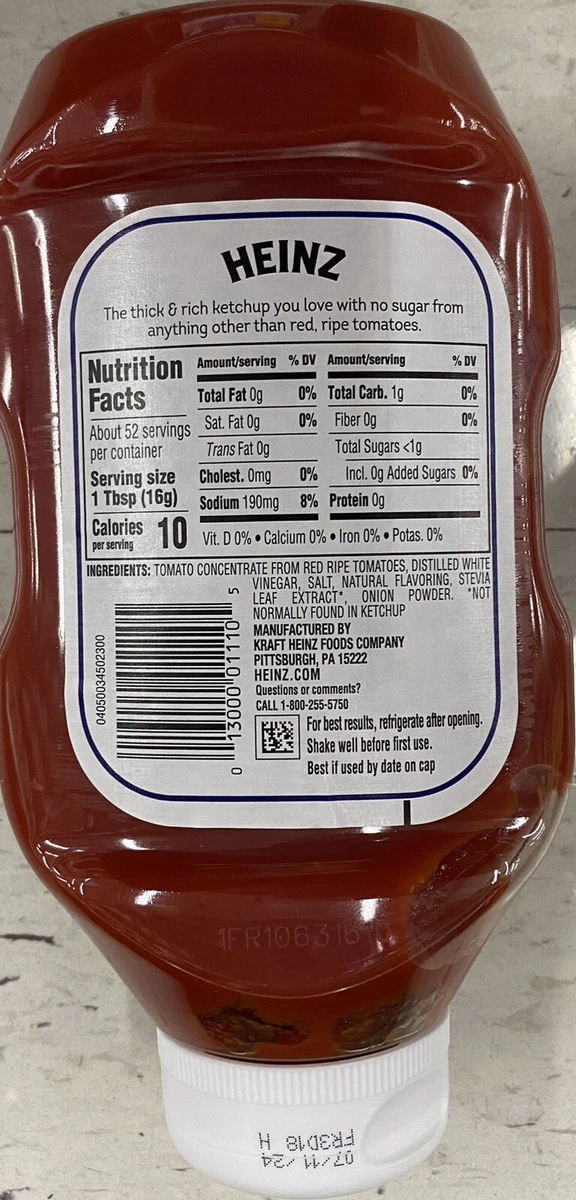 HEINZ
The thick & rich ketchup you love with no sugar from
anything other than red, ripe tomatoes.
Nutrition
Facts
About 52 servings
per container
Serving size
1 Tbsp (16g)
Calories 10
per serving
Amount/serving % DV
Total Fat 0g 0%
Sat. Fat 0g 0%
Trans Fat 0g
Cholest. 0mg 0%
Sodium 190mg 8%
Amount/serving % DV
Total Carb. 1g 0%
Fiber 0g 0%
Total Sugars <1g
Incl. 0g Added Sugars 0%
Protein 0g
Vit. D 0% • Calcium 0% • Iron 0% • Potas. 0%
INGREDIENTS: TOMATO CONCENTRATE FROM RED RIPE TOMATOES, DISTILLED WHITE
VINEGAR, SALT, NATURAL FLAVORING, STEVIA
LEAF EXTRACT*, ONION POWDER. *NOT
NORMALLY FOUND IN KETCHUP
MANUFACTURED BY
KRAFT HEINZ FOODS COMPANY
PITTSBURGH, PA 15222
HEINZ.COM
Questions or comments?
CALL 1-800-255-5750
For best results, refrigerate after opening.
Shake well before first use.
Best if used by date on cap
04050034502300
0 13000 01110 5
07/11/24
FR3D18 H